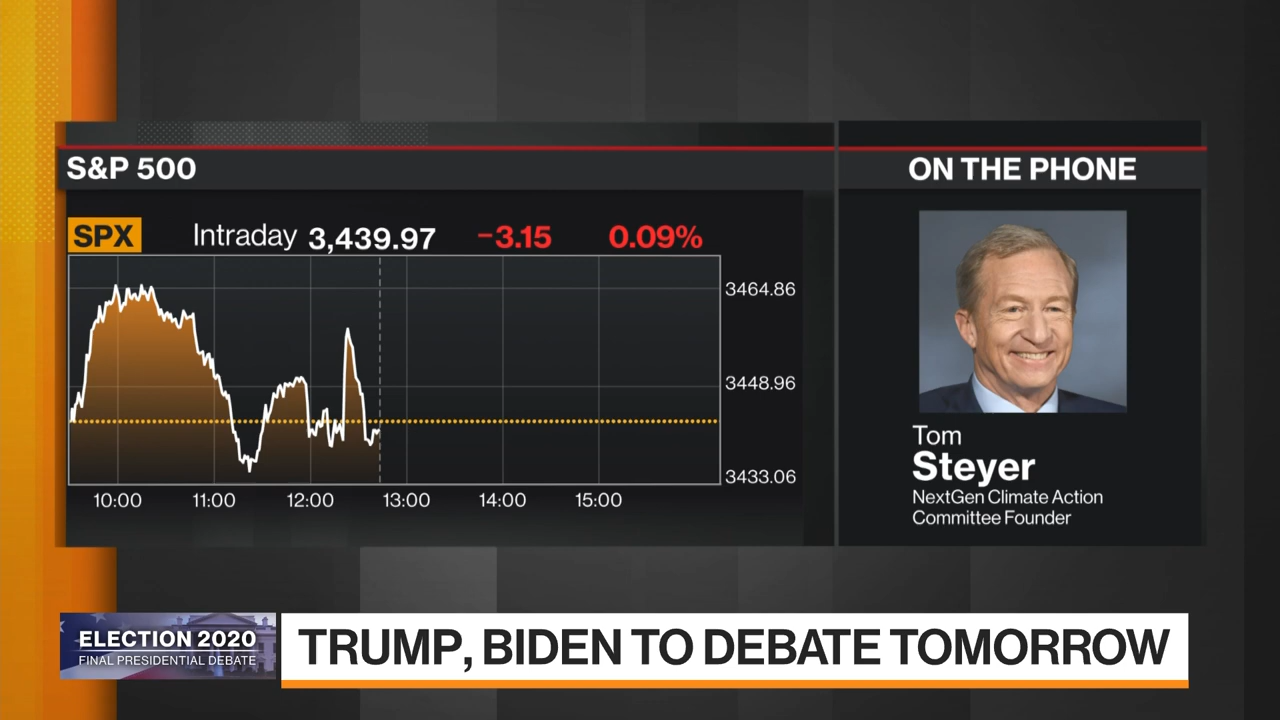 S&P 500
SPX Intraday 3,439.97 −3.15 0.09%
3464.86
3448.96
3433.06
10:00 11:00 12:00 13:00 14:00 15:00
ON THE PHONE
Tom
Steyer
NextGen Climate Action
Committee Founder
ELECTION 2020
FINAL PRESIDENTIAL DEBATE
TRUMP, BIDEN TO DEBATE TOMORROW